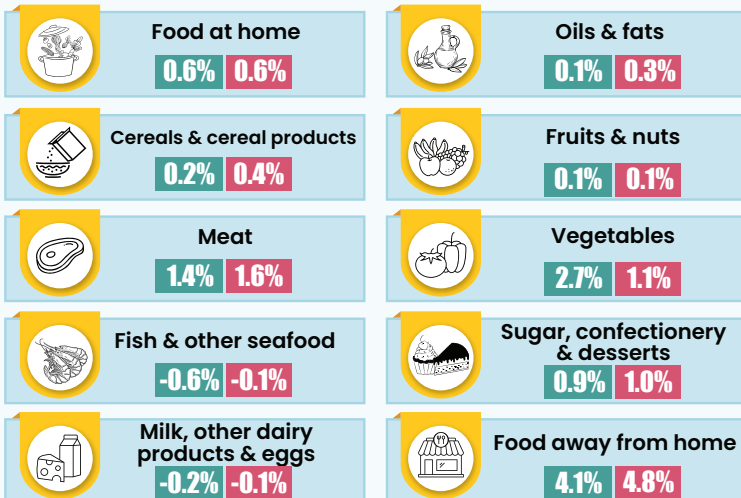 Food at home
0.6% 0.6%
Cereals & cereal products
0.2% 0.4%
Meat
1.4% 1.6%
Fish & other seafood
-0.6% -0.1%
Milk, other dairy
products & eggs
-0.2% -0.1%
Oils & fats
0.1% 0.3%
Fruits & nuts
0.1% 0.1%
Vegetables
2.7% 1.1%
Sugar, confectionery
& desserts
0.9% 1.0%
Food away from home
4.1% 4.8%